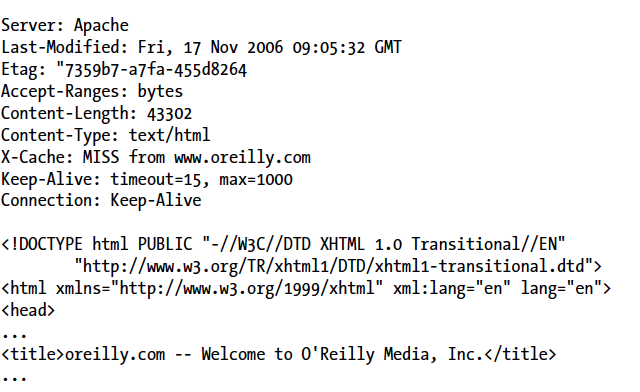 Server: Apache
Last-Modified: Fri, 17 Nov 2006 09:05:32 GMT
Etag: "7359b7-a7fa-455d8264
Accept-Ranges: bytes
Content-Length: 43302
Content-Type: text/html
X-Cache: MISS from www.oreilly.com
Keep-Alive: timeout=15, max=1000
Connection: Keep-Alive

<!DOCTYPE html PUBLIC "-//W3C//DTD XHTML 1.0 Transitional//EN"
        "http://www.w3.org/TR/xhtml1/DTD/xhtml1-transitional.dtd">
<html xmlns="http://www.w3.org/1999/xhtml" xml:lang="en" lang="en">
<head>
...
<title>oreilly.com -- Welcome to O'Reilly Media, Inc.</title>
...